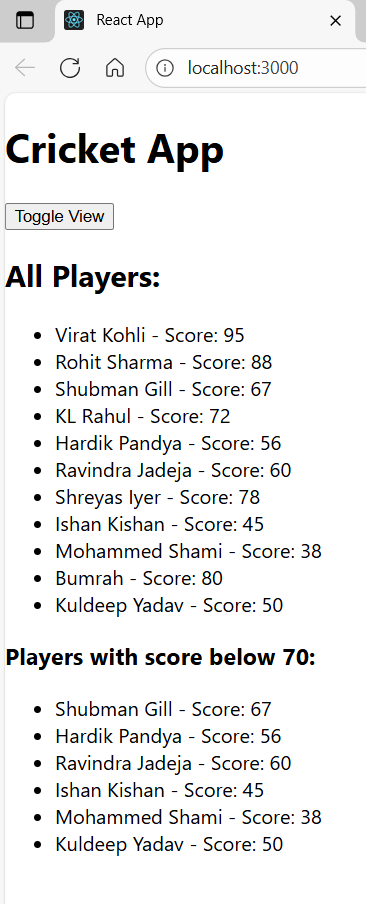 React App
localhost:3000
Cricket App
Toggle View
All Players:
Virat Kohli - Score: 95
Rohit Sharma - Score: 88
Shubman Gill - Score: 67
KL Rahul - Score: 72
Hardik Pandya - Score: 56
Ravindra Jadeja - Score: 60
Shreyas Iyer - Score: 78
Ishan Kishan - Score: 45
Mohammed Shami - Score: 38
Bumrah - Score: 80
Kuldeep Yadav - Score: 50
Players with score below 70:
Shubman Gill - Score: 67
Hardik Pandya - Score: 56
Ravindra Jadeja - Score: 60
Ishan Kishan - Score: 45
Mohammed Shami - Score: 38
Kuldeep Yadav - Score: 50